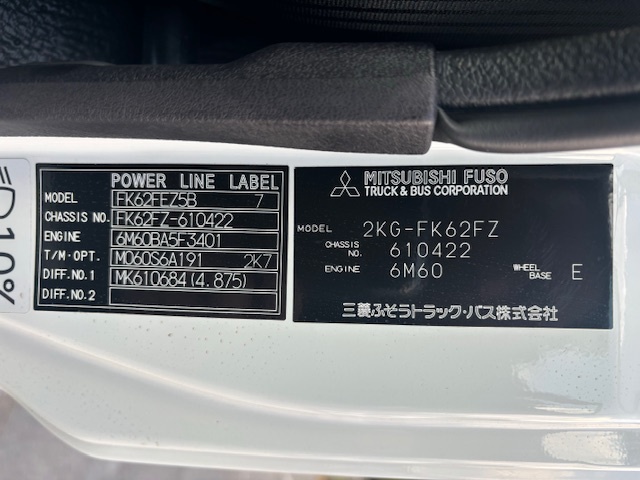 POWER LINE LABEL
MODEL FK62FEZ5B 7
CHASSIS NO. FK62FZ-610422
ENGINE 6M60BA5F3401
T/M·OPT. M060S6A191 2K7
DIFF.NO.1 MK610684(4.875)
DIFF.NO.2
MITSUBISHI FUSO
TRUCK & BUS CORPORATION
MODEL 2KG-FK62FZ
CHASSIS NO. 610422
ENGINE 6M60 WHEEL BASE E
三菱ふそうトラック・バス株式会社
D10%